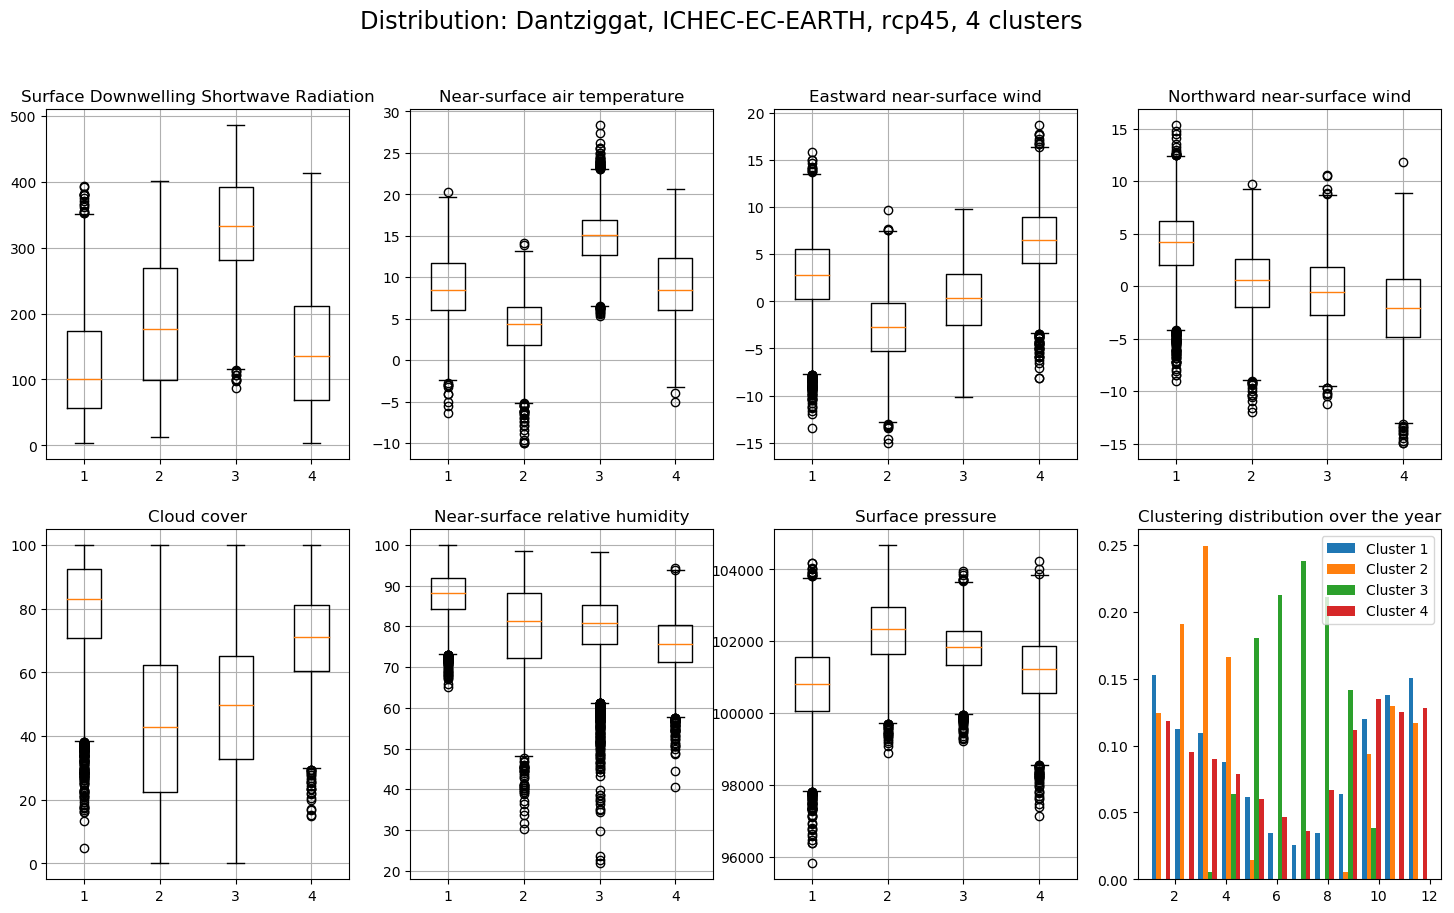 Distribution: Dantziggat, ICHEC-EC-EARTH, rcp45, 4 clusters
Surface Downwelling Shortwave Radiation
500
400
300
200
100
0
1 2 3 4
Near-surface air temperature
30
25
20
15
10
5
0
−5
−10
1 2 3 4
Eastward near-surface wind
20
15
10
5
0
−5
−10
−15
1 2 3 4
Northward near-surface wind
15
10
5
0
−5
−10
−15
1 2 3 4
Cloud cover
100
80
60
40
20
0
1 2 3 4
Near-surface relative humidity
100
90
80
70
60
50
40
30
20
1 2 3 4
Surface pressure
104000
102000
100000
98000
96000
1 2 3 4
Clustering distribution over the year
Cluster 1
Cluster 2
Cluster 3
Cluster 4
0.25
0.20
0.15
0.10
0.05
0.00
2 4 6 8 10 12